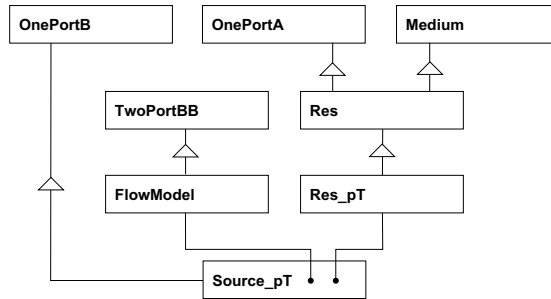 OnePortB
OnePortA
Medium
TwoPortBB
Res
FlowModel
Res_pT
Source_pT